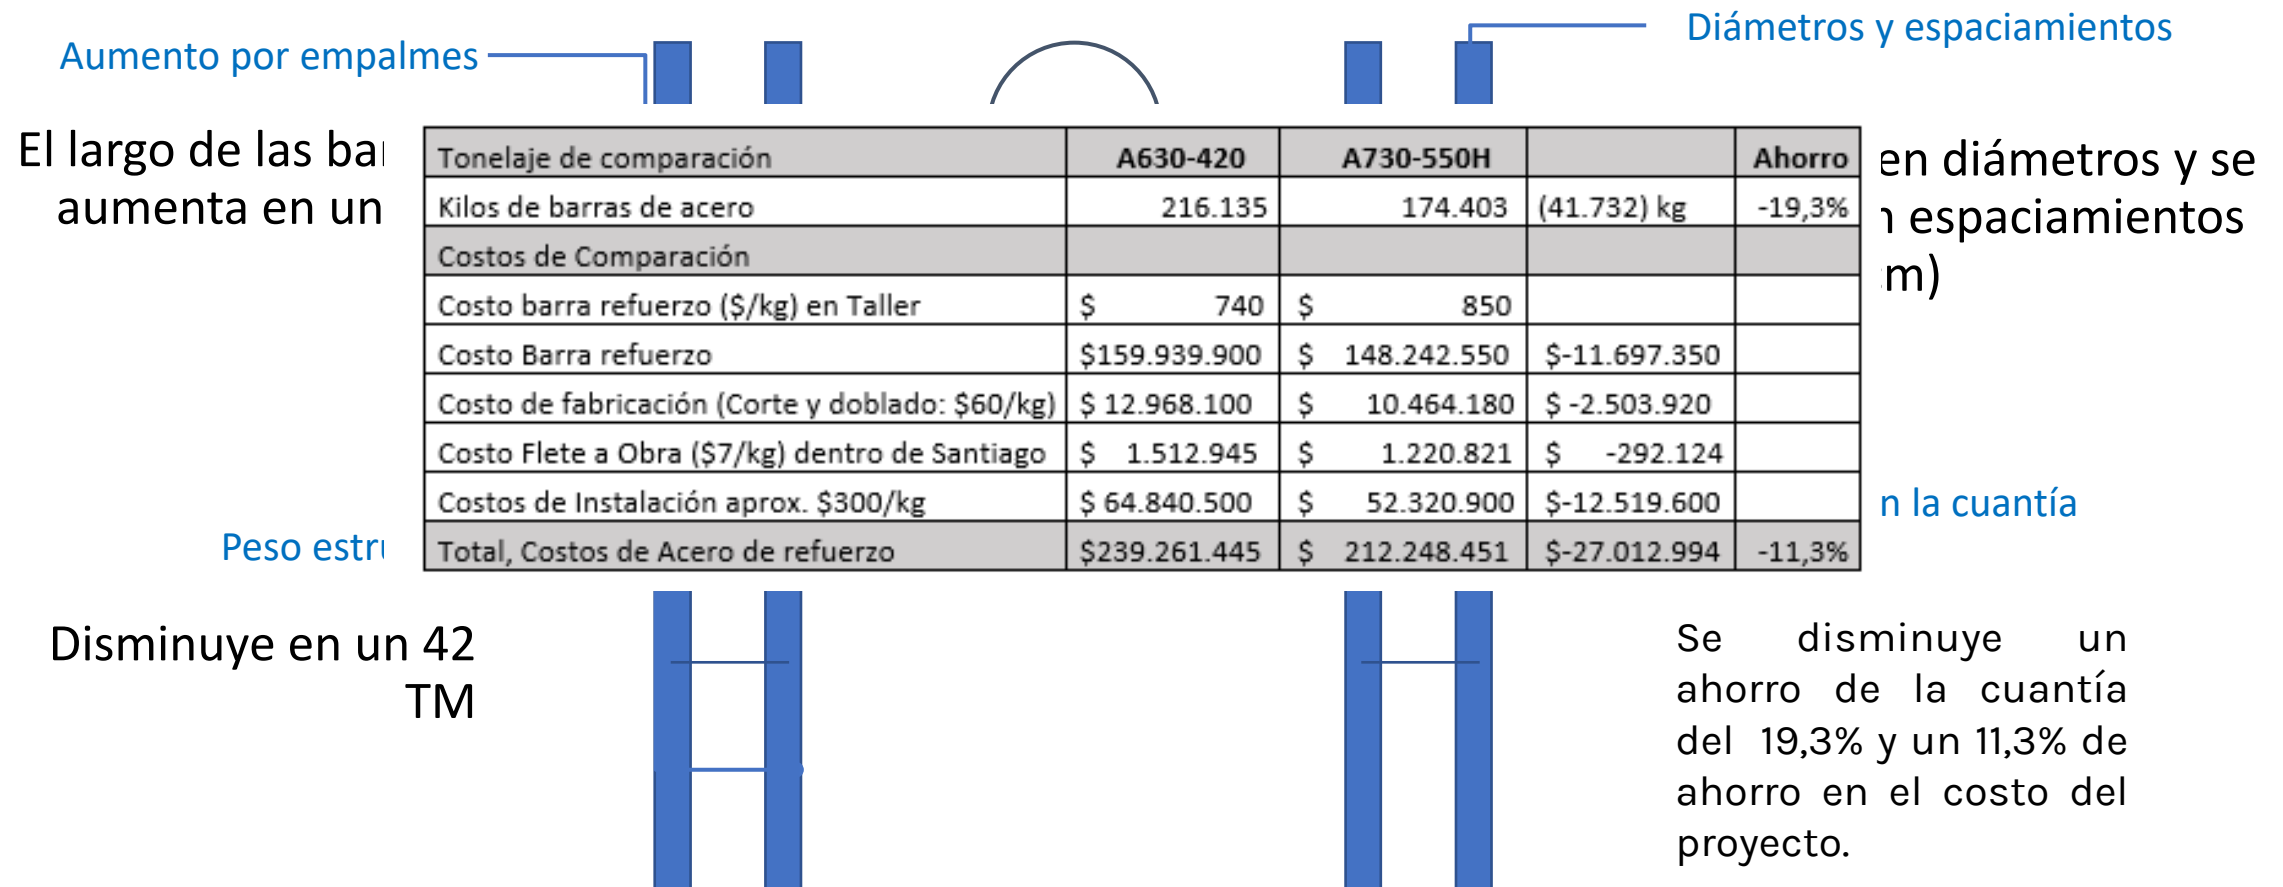 Aumento por empalmes
Diámetros y espaciamientos
El largo de las
aumenta en un
en diámetros y se
espaciamientos
Tonelaje de comparación A630-420 A730-550H Ahorro
Kilos de barras de acero 216.135 174.403 (41.732) kg -19,3%
Costos de Comparación
Costo barra refuerzo ($/kg) en Taller $ 740 $ 850
Costo Barra refuerzo $159.939.900 $ 148.242.550 $-11.697.350
Costo de fabricación (Corte y doblado: $60/kg) $ 12.968.100 $ 10.464.180 $ -2.503.920
Costo Flete a Obra ($7/kg) dentro de Santiago $ 1.512.945 $ 1.220.821 $ -292.124
Costos de Instalación aprox. $300/kg $ 64.840.500 $ 52.320.900 $-12.519.600
Total, Costos de Acero de refuerzo $239.261.445 $ 212.248.451 $-27.012.994 -11,3%
la cuantía
Peso
Disminuye en un 42
TM
Se disminuye un
ahorro de la cuantía
del 19,3% y un 11,3% de
ahorro en el costo del
proyecto.